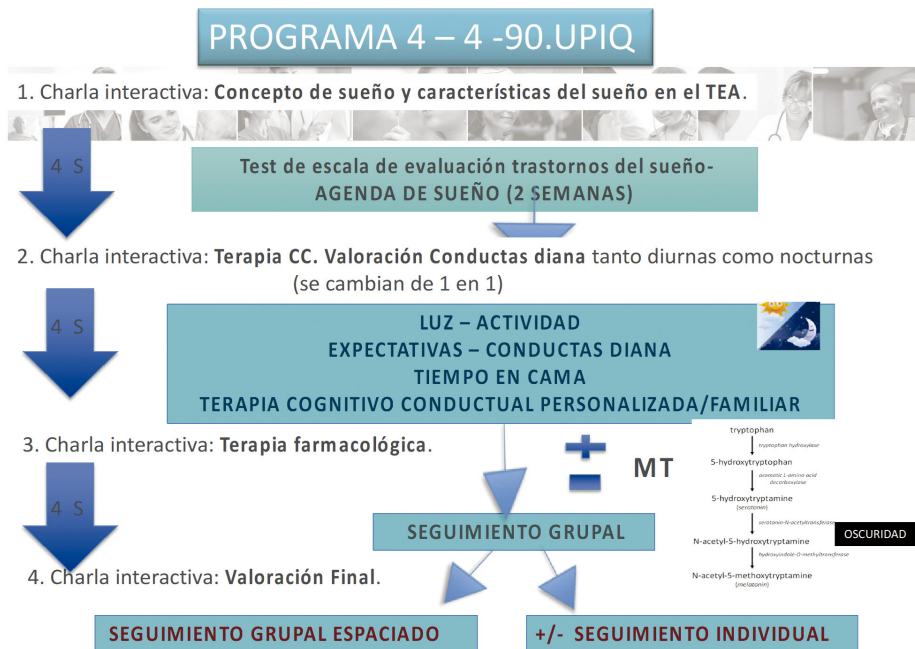 PROGRAMA 4 – 4 -90.UPIQ
1. Charla interactiva: Concepto de sueño y características del sueño en el TEA.
4 S
Test de escala de evaluación trastornos del sueño-
AGENDA DE SUEÑO (2 SEMANAS)
2. Charla interactiva: Terapia CC. Valoración Conductas diana tanto diurnas como nocturnas
(se cambian de 1 en 1)
4 S
LUZ – ACTIVIDAD
EXPECTATIVAS – CONDUCTAS DIANA
TIEMPO EN CAMA
TERAPIA COGNITIVO CONDUCTUAL PERSONALIZADA/FAMILIAR
3. Charla interactiva: Terapia farmacológica.
MT
tryptophan
tryptophan hydroxylase
5-hydroxytryptophan
aromatic L-amino acid
decarboxylase
5-hydroxytryptamine
(serotonin)
serotonin-N-acetyltransferase
N-acetyl-5-hydroxytryptamine
OSCURIDAD
hydroxyindole-O-methyltransferase
N-acetyl-5-methoxytryptamine
(melatonin)
4 S
SEGUIMIENTO GRUPAL
4. Charla interactiva: Valoración Final.
SEGUIMIENTO GRUPAL ESPACIADO
+/- SEGUIMIENTO INDIVIDUAL